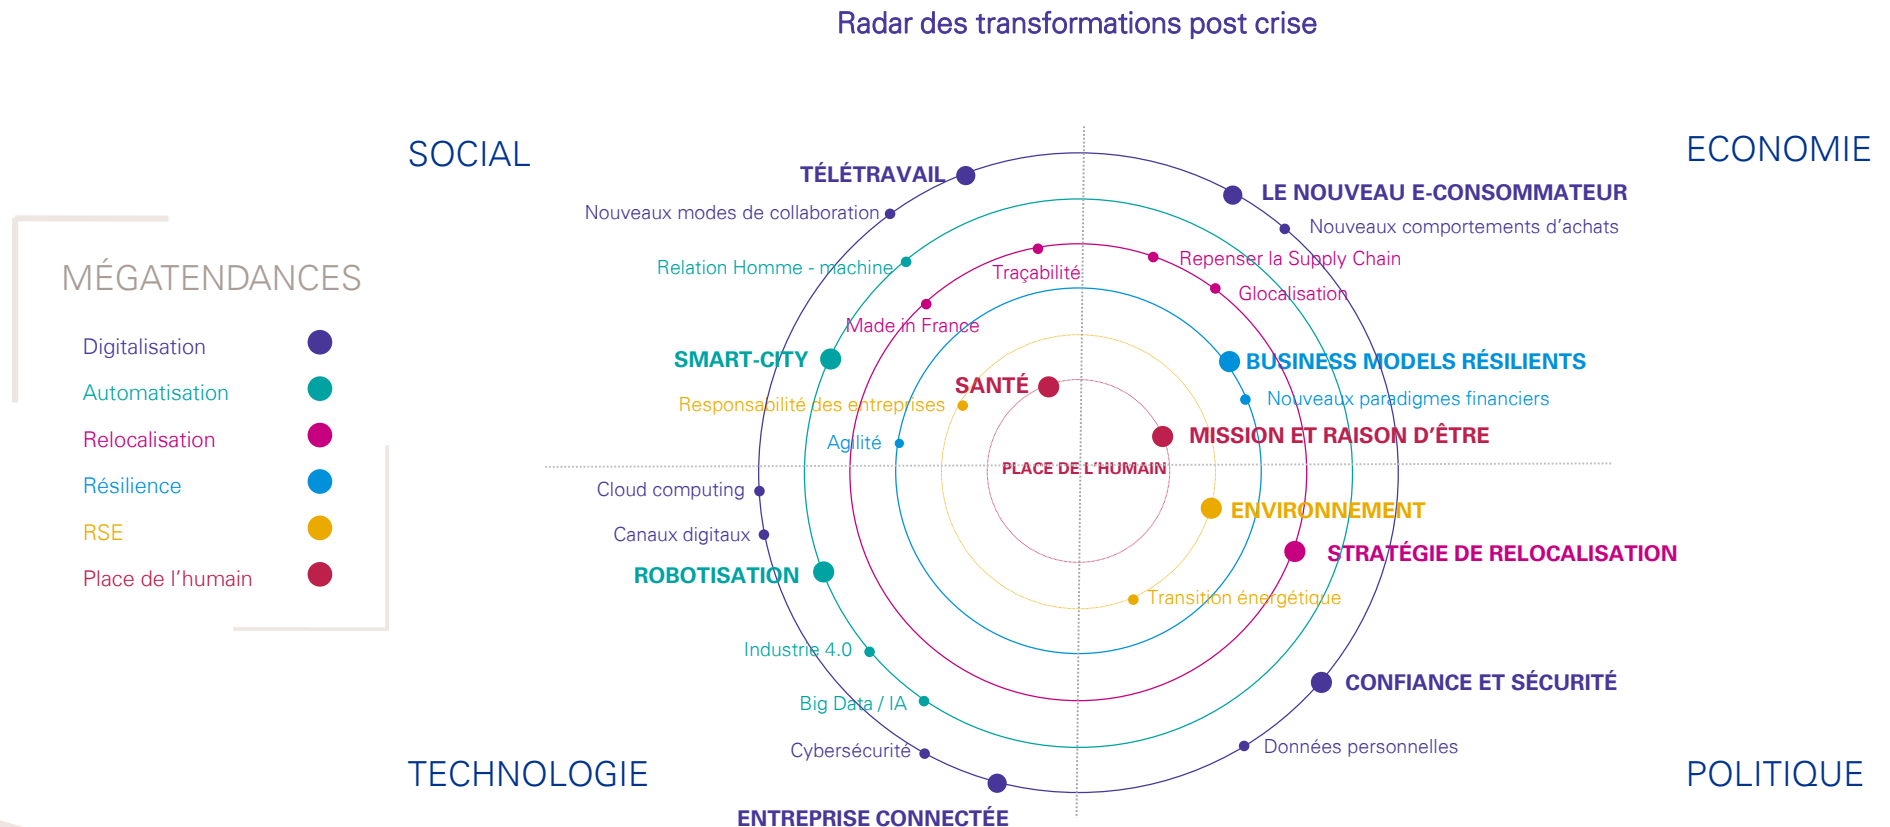 Radar des transformations post crise
SOCIAL
ECONOMIE
MÉGATENDANCES
Digitalisation
Automatisation
Relocalisation
Résilience
RSE
Place de l'humain
TÉLÉTRAVAIL
Nouveaux modes de collaboration
Relation Homme - machine
Traçabilité
Made in France
SMART-CITY
SANTÉ
Responsabilité des entreprises
Agilité
LE NOUVEAU E-CONSOMMATEUR
Nouveaux comportements d'achats
Repenser la Supply Chain
Glocalisation
BUSINESS MODELS RÉSILIENTS
Nouveaux paradigmes financiers
MISSION ET RAISON D'ÊTRE
PLACE DE L'HUMAIN
Cloud computing
Canaux digitaux
ROBOTISATION
Industrie 4.0
Big Data / IA
Cybersécurité
ENTREPRISE CONNECTÉE
ENVIRONNEMENT
STRATÉGIE DE RELOCALISATION
Transition énergétique
CONFIANCE ET SÉCURITÉ
Données personnelles
TECHNOLOGIE
POLITIQUE